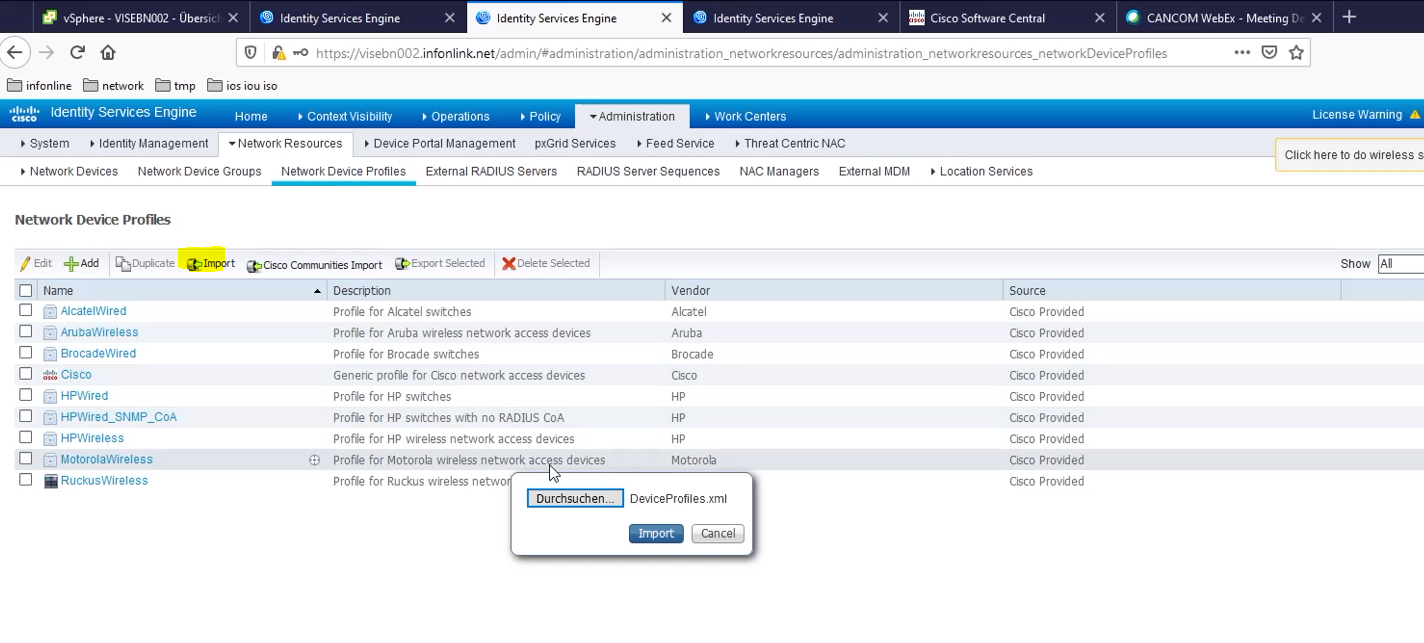 vSphere - VISEBN002 - Übersich
Identity Services Engine
Identity Services Engine
Identity Services Engine
Cisco Software Central
CANCOM WebEx - Meeting De
https://visebn002.infonlink.net/admin/#administration/administration_networkresources/administration_networkresources_networkDeviceProfiles
infonline network tmp ios iou iso
cisco Identity Services Engine Home Context Visibility Operations Policy Administration Work Centers License Warning
System Identity Management Network Resources Device Portal Management pxGrid Services Feed Service Threat Centric NAC
Click here to do wireless s
Network Devices Network Device Groups Network Device Profiles External RADIUS Servers RADIUS Server Sequences NAC Managers External MDM Location Services
Network Device Profiles
Edit Add Duplicate Import Cisco Communities Import Export Selected Delete Selected Show All
Name Description Vendor Source
AlcatelWired Profile for Alcatel switches Alcatel Cisco Provided
ArubaWireless Profile for Aruba wireless network access devices Aruba Cisco Provided
BrocadeWired Profile for Brocade switches Brocade Cisco Provided
Cisco Generic profile for Cisco network access devices Cisco Cisco Provided
HPWired Profile for HP switches HP Cisco Provided
HPWired_SNMP_CoA Profile for HP switches with no RADIUS CoA HP Cisco Provided
HPWireless Profile for HP wireless network access devices HP Cisco Provided
MotorolaWireless Profile for Motorola wireless network access devices Motorola Cisco Provided
RuckusWireless Profile for Ruckus wireless networ Cisco Provided
Durchsuchen... DeviceProfiles.xml
Import Cancel